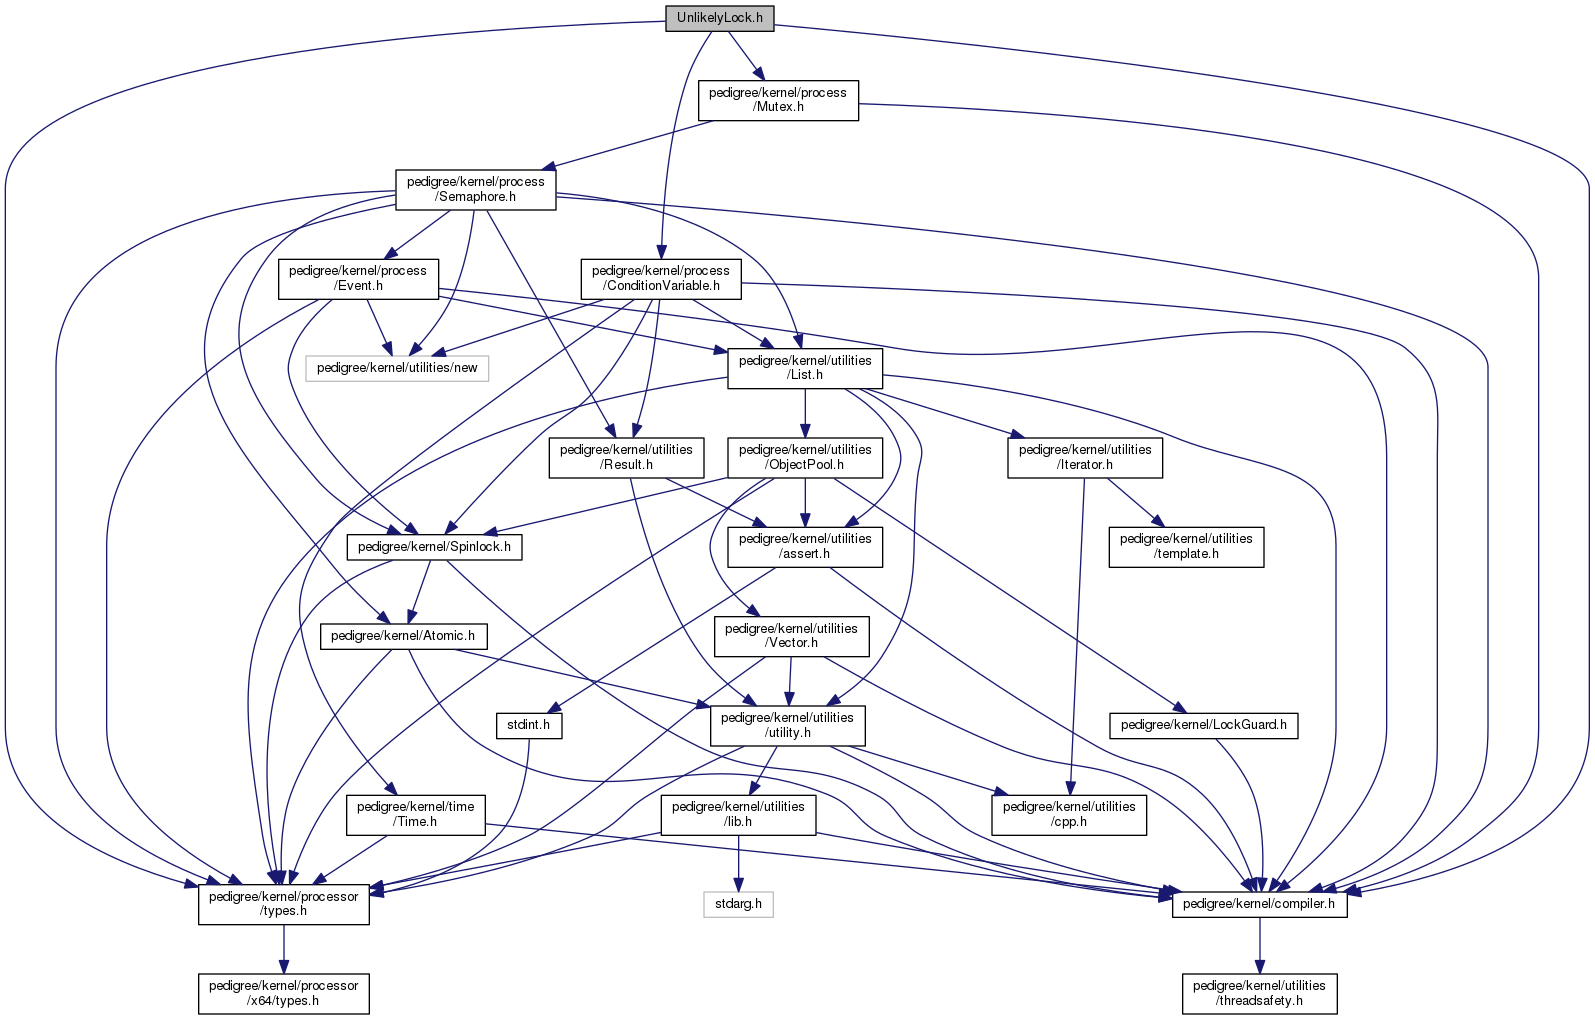 UnlikelyLock.h
pedigree/kernel/process
/Mutex.h
pedigree/kernel/process
/Semaphore.h
pedigree/kernel/process
/Event.h
pedigree/kernel/process
/ConditionVariable.h
pedigree/kernel/utilities/new
pedigree/kernel/utilities
/List.h
pedigree/kernel/utilities
/Result.h
pedigree/kernel/utilities
/ObjectPool.h
pedigree/kernel/utilities
/Iterator.h
pedigree/kernel/Spinlock.h
pedigree/kernel/utilities
/assert.h
pedigree/kernel/utilities
/template.h
pedigree/kernel/Atomic.h
pedigree/kernel/utilities
/Vector.h
stdint.h
pedigree/kernel/utilities
/utility.h
pedigree/kernel/LockGuard.h
pedigree/kernel/time
/Time.h
pedigree/kernel/utilities
/lib.h
pedigree/kernel/utilities
/cpp.h
pedigree/kernel/processor
/types.h
stdarg.h
pedigree/kernel/compiler.h
pedigree/kernel/processor
/x64/types.h
pedigree/kernel/utilities
/threadsafety.h